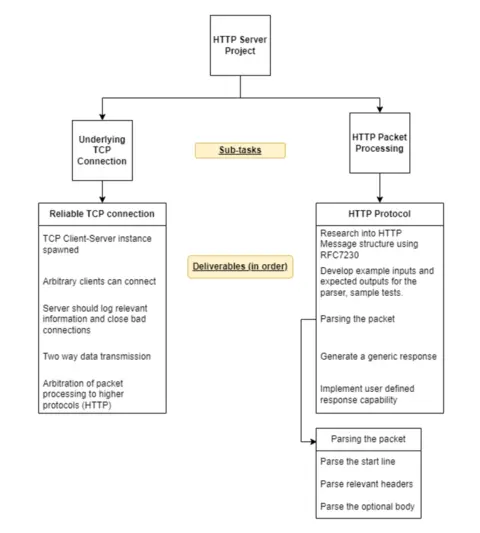 HTTP Server
Project
Underlying
TCP
Connection
Sub-tasks
HTTP Packet
Processing
Reliable TCP connection
TCP Client-Server instance
spawned
Arbitrary clients can connect
Server should log relevant
information and close bad
connections
Two way data transmission
Arbitration of packet
processing to higher
protocols (HTTP)
Deliverables (in order)
HTTP Protocol
Research into HTTP
Message structure using
RFC7230
Develop example inputs and
expected outputs for the
parser, sample tests.
Parsing the packet
Generate a generic response
Implement user defined
response capability
Parsing the packet
Parse the start line
Parse relevant headers
Parse the optional body